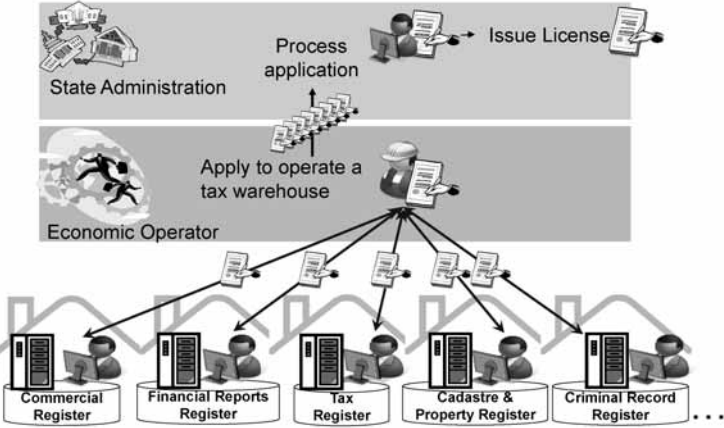 Process
application
Issue License
State Administration
Apply to operate a
tax warehouse
Economic Operator
Commercial
Register
Financial Reports
Register
Tax
Register
Cadastre &
Property Register
Criminal Record
Register
...